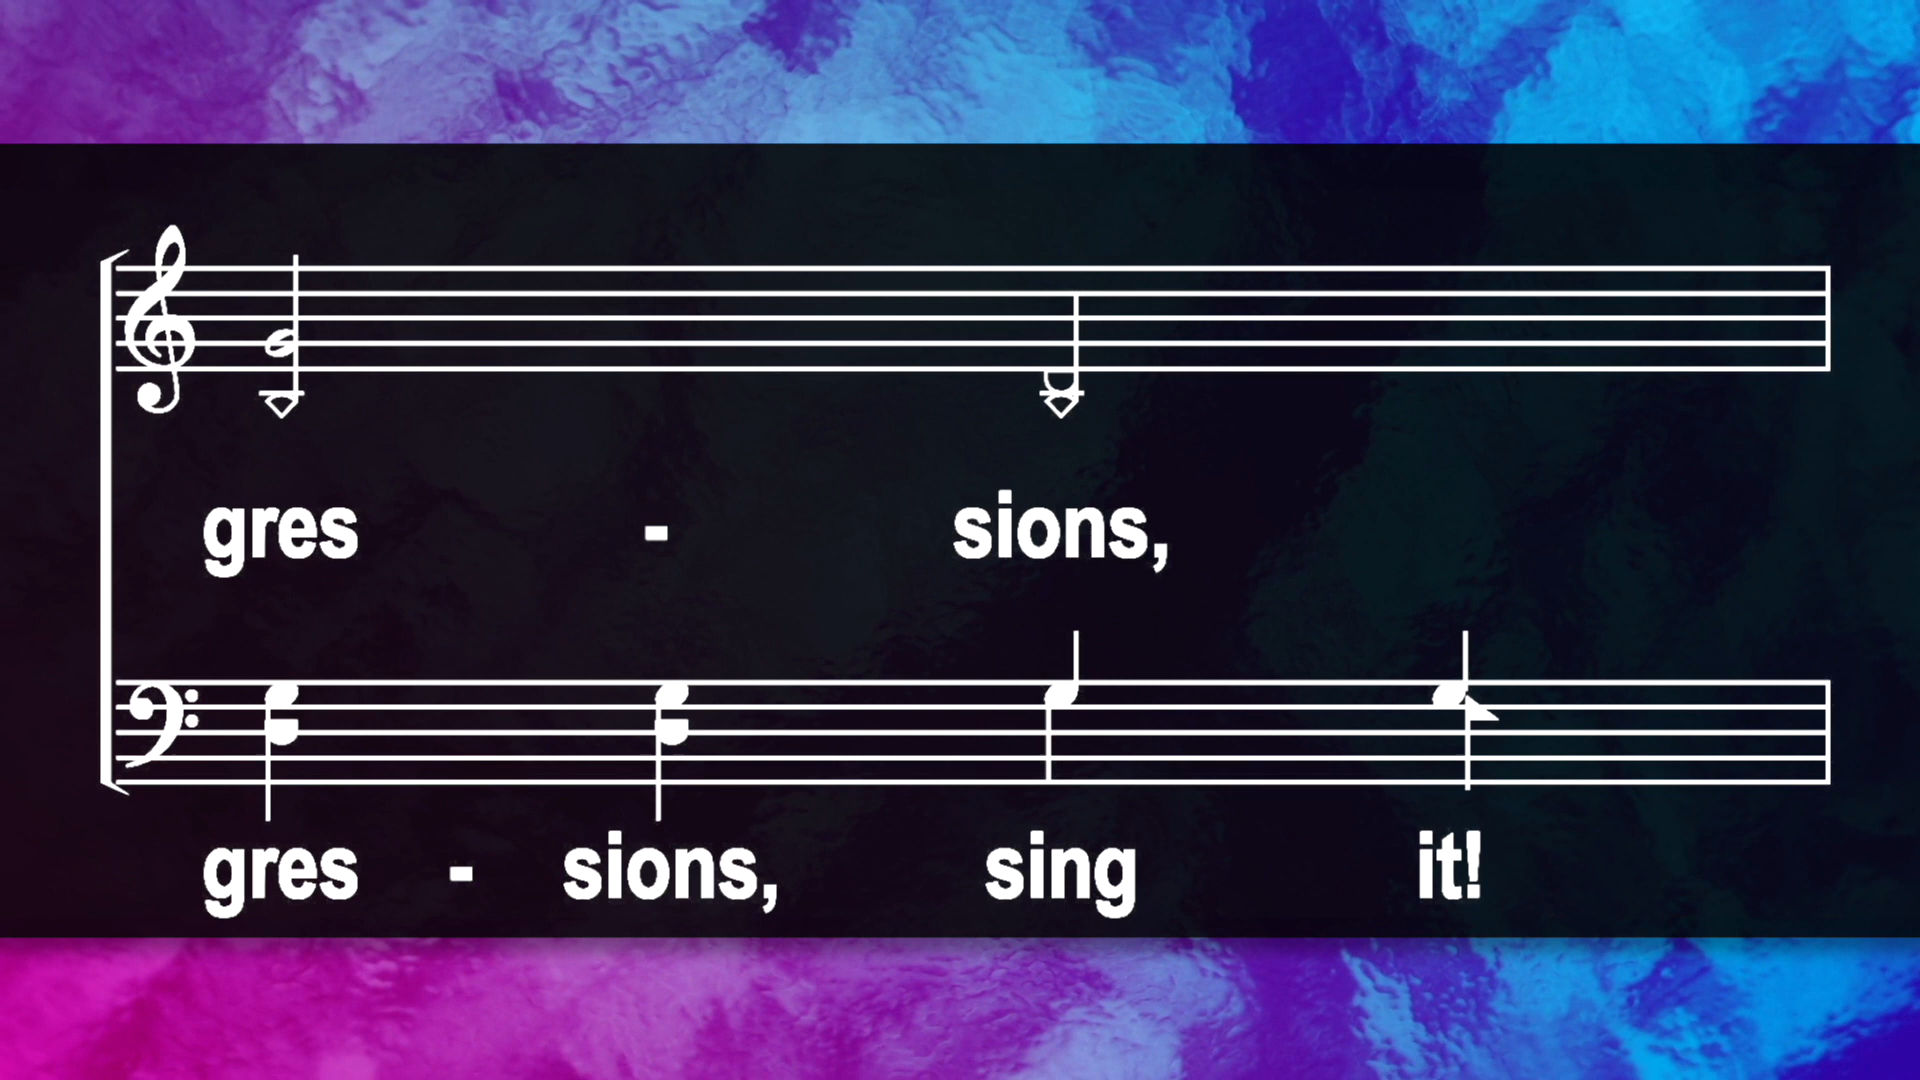 gres - sions,
gres - sions, sing it!